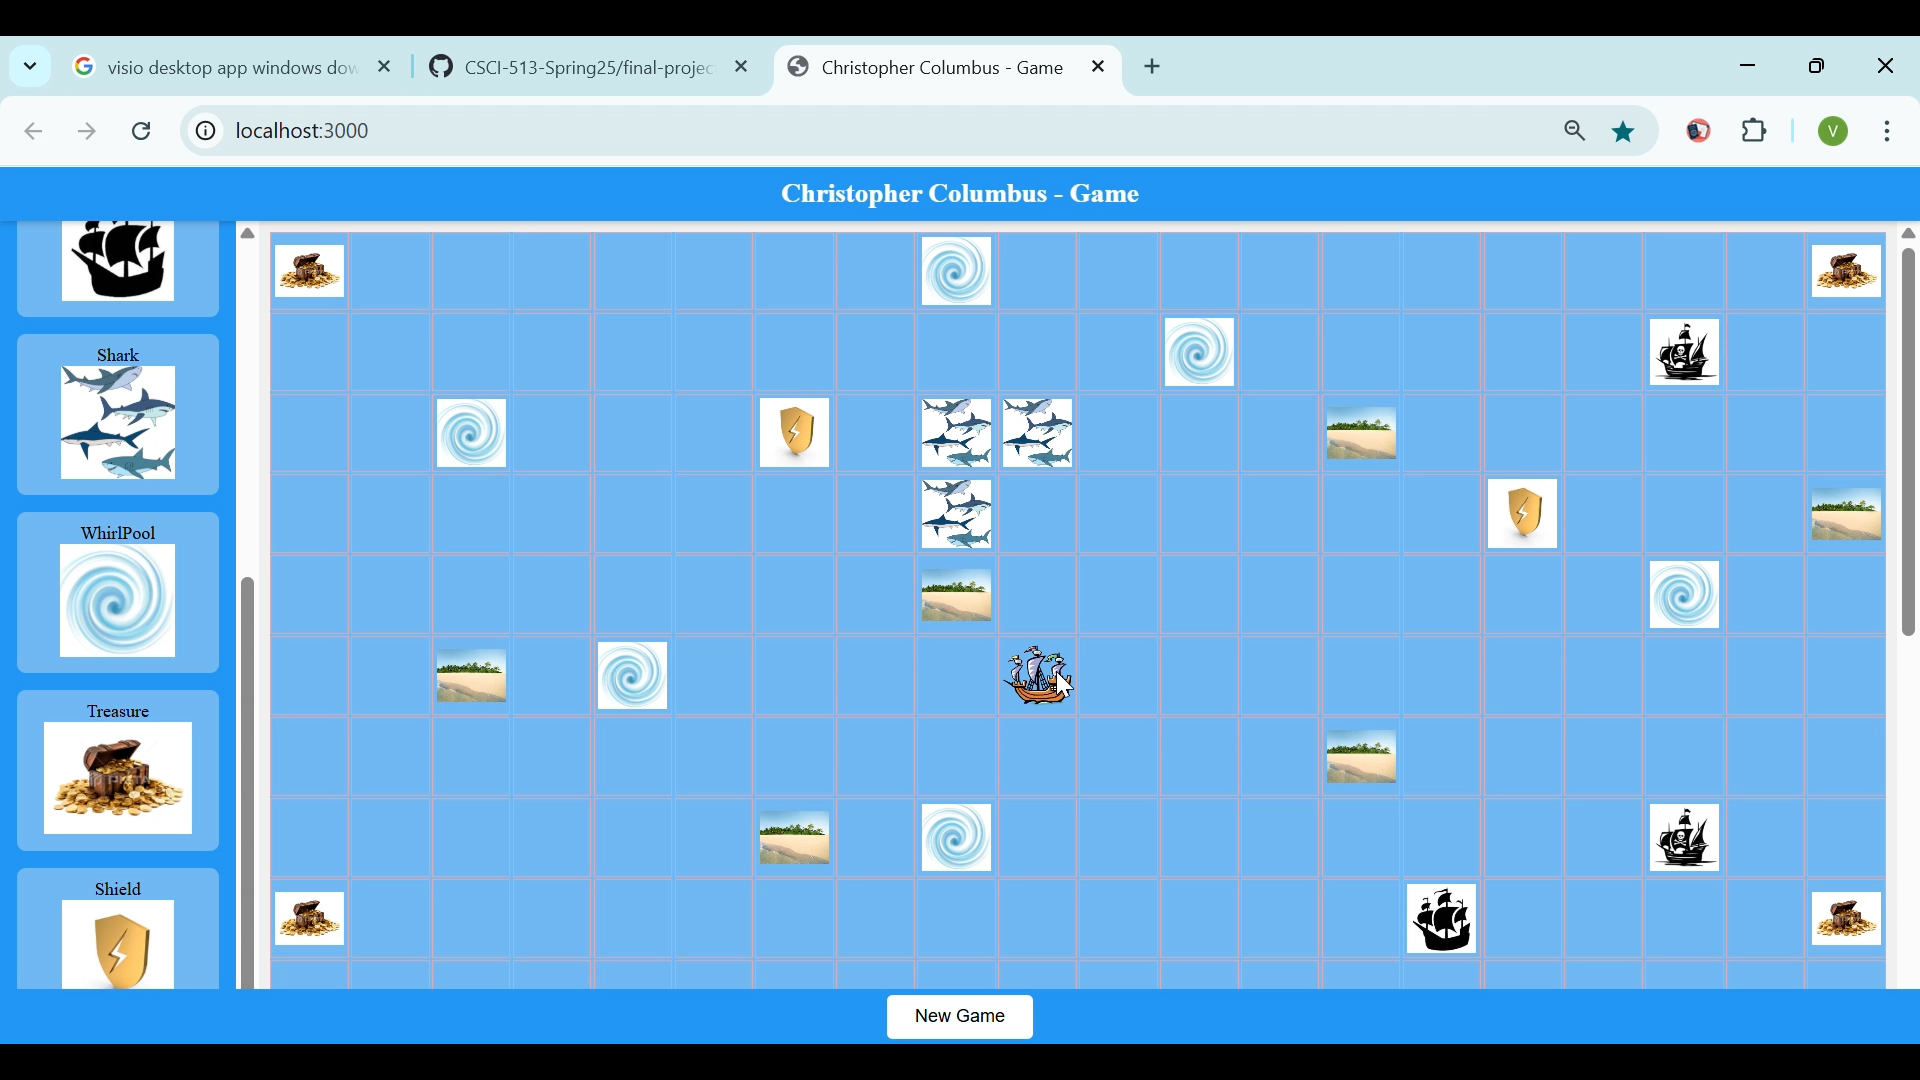 visio desktop app windows dow
CSCI-513-Spring25/final-projec
Christopher Columbus - Game
localhost:3000
V
Christopher Columbus - Game
Shark
WhirlPool
Treasure
Shield
New Game